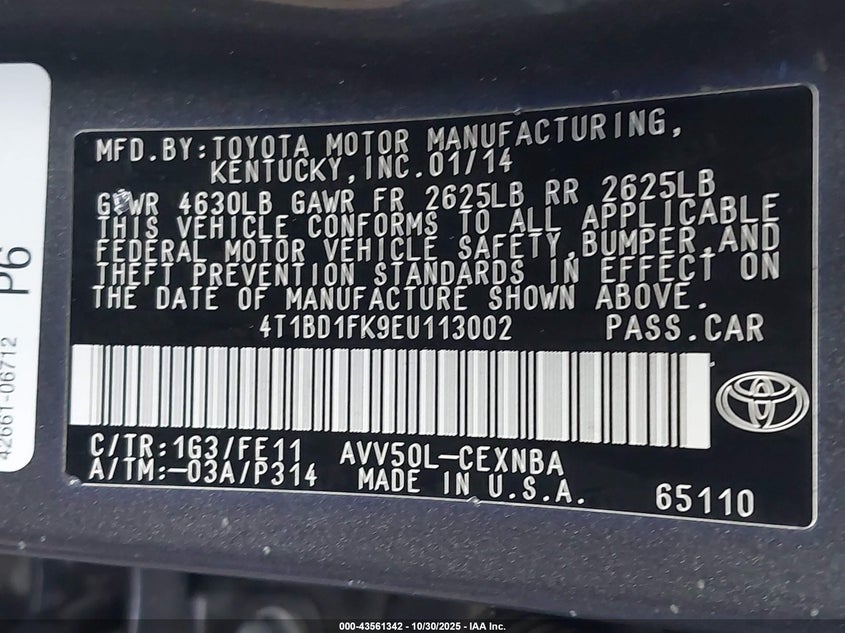 MFD.BY:TOYOTA MOTOR MANUFACTURING,
KENTUCKY,INC.01/14
GVWR 4630LB GAWR FR 2625LB RR 2625LB
THIS VEHICLE CONFORMS TO ALL APPLICABLE
FEDERAL MOTOR VEHICLE SAFETY,BUMPER,AND
THEFT PREVENTION STANDARDS IN EFFECT ON
THE DATE OF MANUFACTURE SHOWN ABOVE.
4T1BD1FK9EU113002 PASS.CAR
C/TR:1G3/FE11 AVV50L-CEXNBA
A/TM:-03A/P314 MADE IN U.S.A. 65110
P6
42661-06712
000-43561342 - 10/30/2025 - IAA Inc.